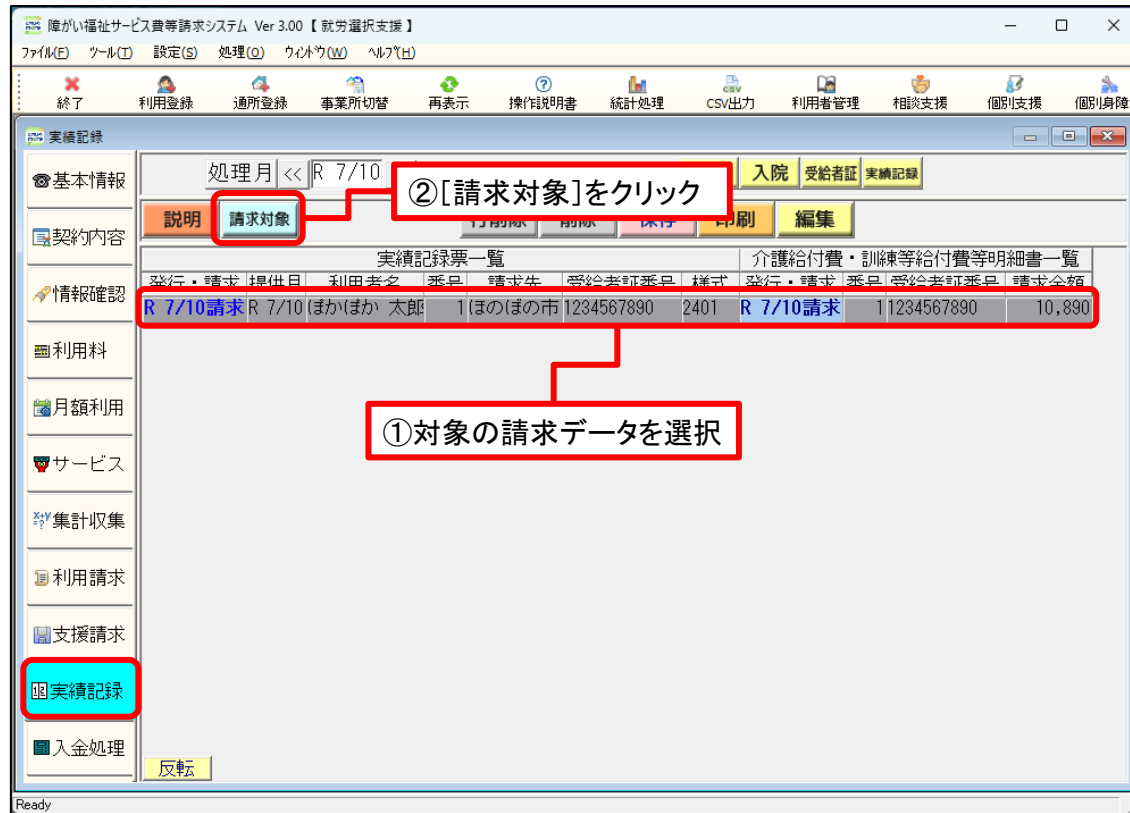 障がい福祉サービス費等請求システム Ver 3.00【 就労選択支援 】
ファイル(F) ツール(T) 設定(S) 処理(O) ウィンドウ(W) ヘルプ(H)
終了 利用登録 通所登録 事業所切替 再表示 操作説明書 統計処理 CSV出力 利用者管理 相談支援 個別支援 個別身障
実績記録
処理月 << R 7/10 入院 受給者証 実績記録
②[請求対象]をクリック
説明 請求対象 行削除 削除 保存 印刷 編集
実績記録票一覧 介護給付費・訓練等給付費等明細書一覧
発行・請求 提供月 利用者名 番号 請求先 受給者証番号 様式 発行・請求 番号 受給者証番号 請求金額
R 7/10請求 R 7/10 ほかほか 太郎 1 ほのぼの市 1234567890 2401 R 7/10請求 1 1234567890 10,890
①対象の請求データを選択
基本情報
契約内容
情報確認
利用料
月額利用
サービス
集計収集
利用請求
支援請求
実績記録
入金処理
反転
Ready